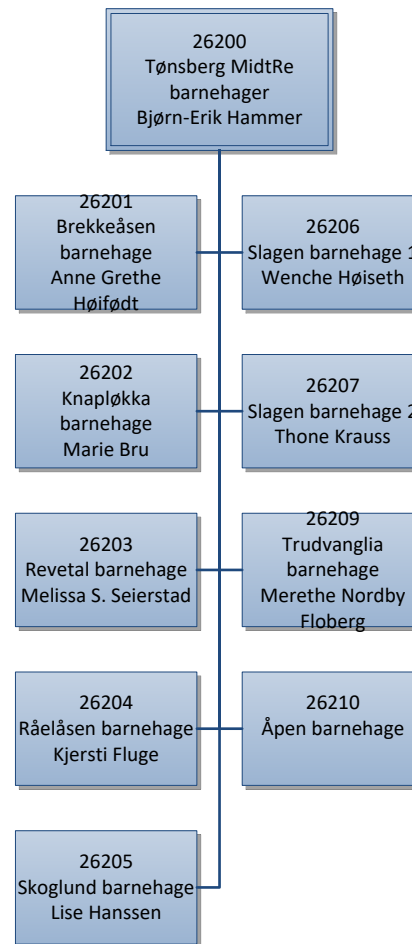 26200
Tønsberg MidtRe
barnehager
Bjørn-Erik Hammer
26201
Brekkeåsen
barnehage
Anne Grethe
Høifødt
26206
Slagen barnehage 1
Wenche Høiseth
26202
Knapløkka
barnehage
Marie Bru
26207
Slagen barnehage 2
Thone Krauss
26203
Revetal barnehage
Melissa S. Seierstad
26209
Trudvanglia
barnehage
Merethe Nordby
Floberg
26204
Råelåsen barnehage
Kjersti Fluge
26210
Åpen barnehage
26205
Skoglund barnehage
Lise Hanssen